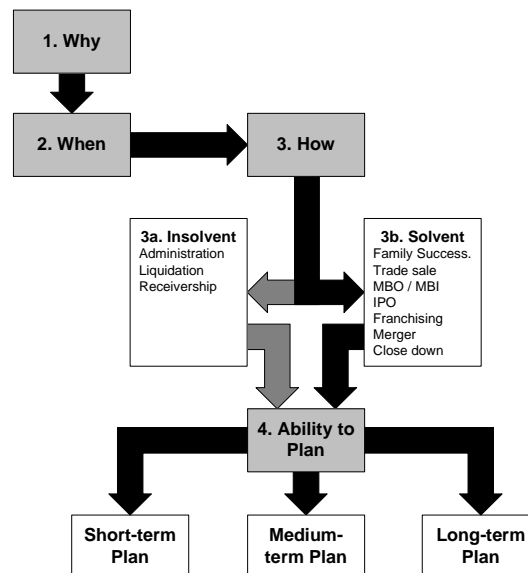 1. Why
2. When
3. How
3a. Insolvent
Administration
Liquidation
Receivership
3b. Solvent
Family Success.
Trade sale
MBO / MBI
IPO
Franchising
Merger
Close down
4. Ability to
Plan
Short-term
Plan
Medium-
term Plan
Long-term
Plan